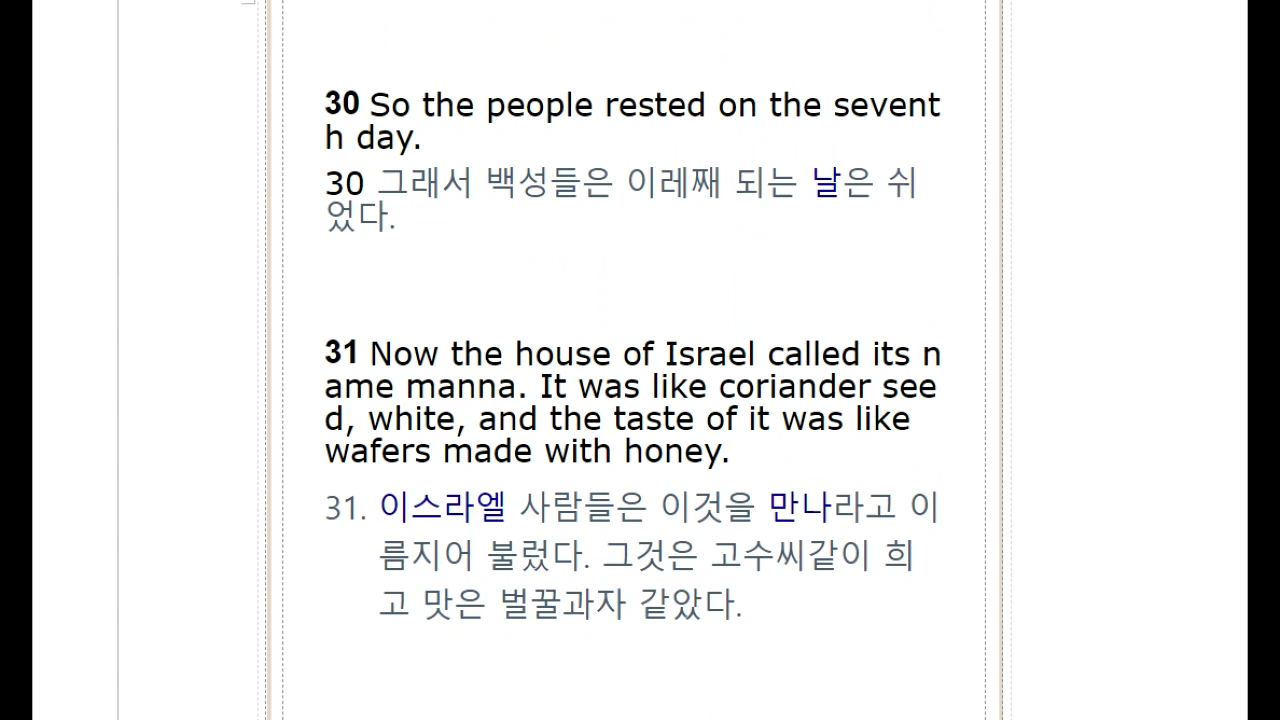 30 So the people rested on the sevent
h day.
30 그래서 백성들은 이레째 되는 날은 쉬
었다.
31 Now the house of Israel called its n
ame manna. It was like coriander see
d, white, and the taste of it was like
wafers made with honey.
31. 이스라엘 사람들은 이것을 만나라고 이
름지어 불렀다. 그것은 고수씨같이 희
고 맛은 벌꿀과자 같았다.